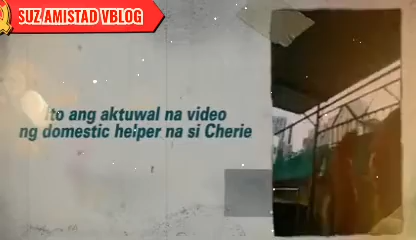 SUZ AMISTAD VBLOG
Ito ang aktuwal na video
ng domestic helper na si Cherie